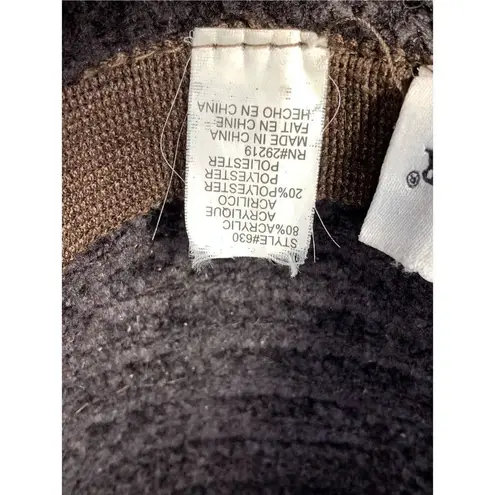 STYLE#630
80%ACRYLIC
ACRYLIQUE
ACRILICO
20%POLYESTER
POLYESTER
POLIESTER
RN#29219
MADE IN CHINA
FAIT EN CHINE
HECHO EN CHINA
®